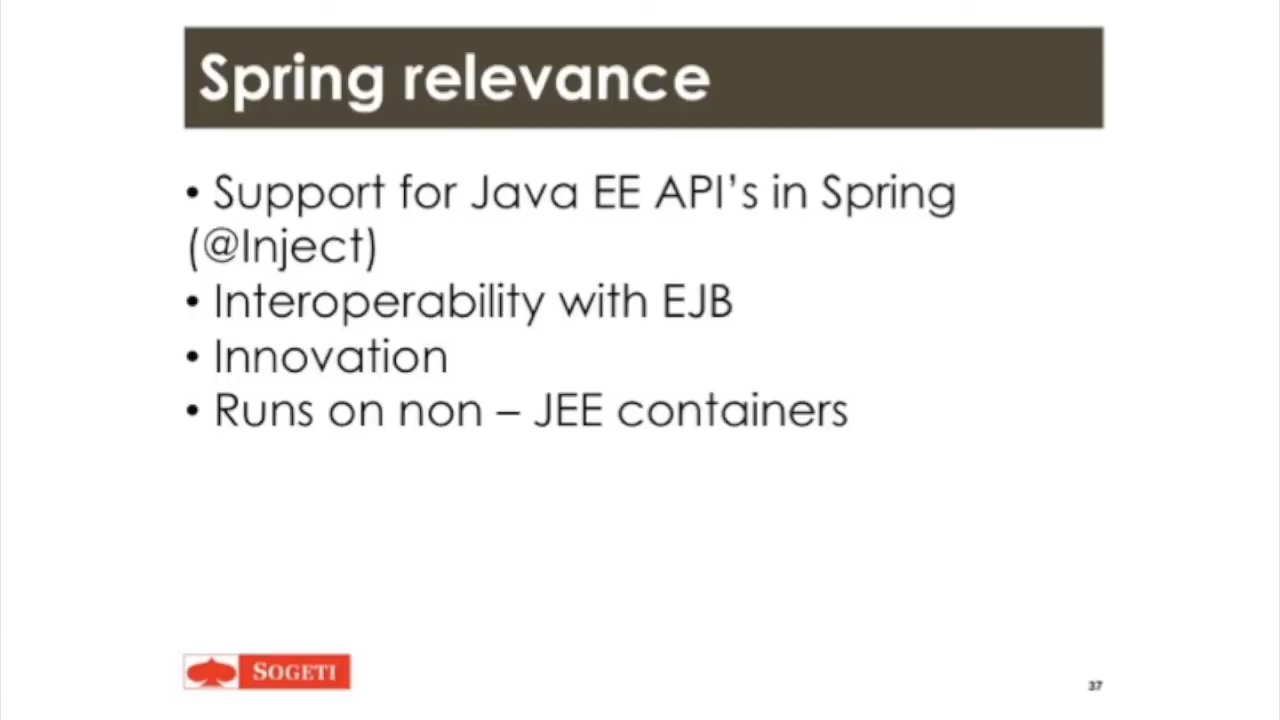 Spring relevance
• Support for Java EE API’s in Spring
(@Inject)
• Interoperability with EJB
• Innovation
• Runs on non – JEE containers
SOGETI
37